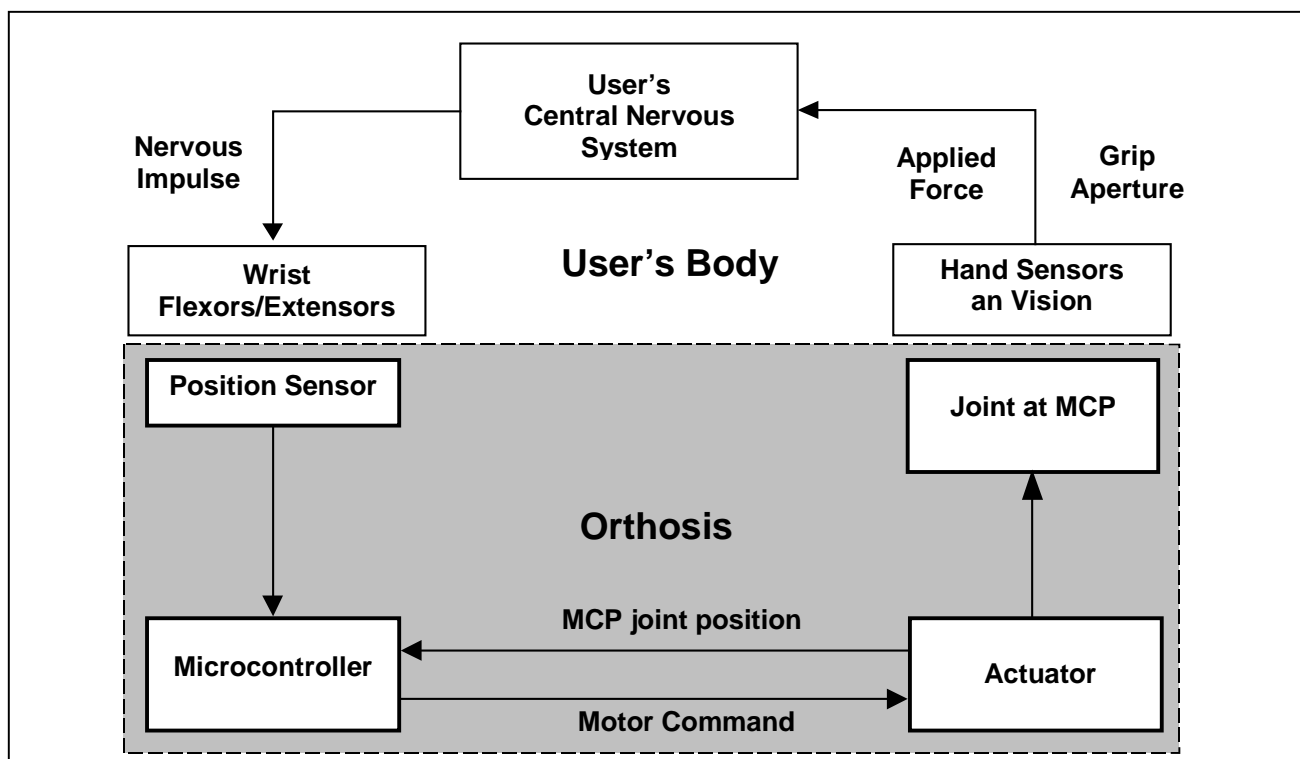 User's
Central Nervous
System
Nervous
Impulse
Applied
Force
Grip
Aperture
Wrist
Flexors/Extensors
User's Body
Hand Sensors
an Vision
Position Sensor
Joint at MCP
Orthosis
MCP joint position
Microcontroller
Actuator
Motor Command